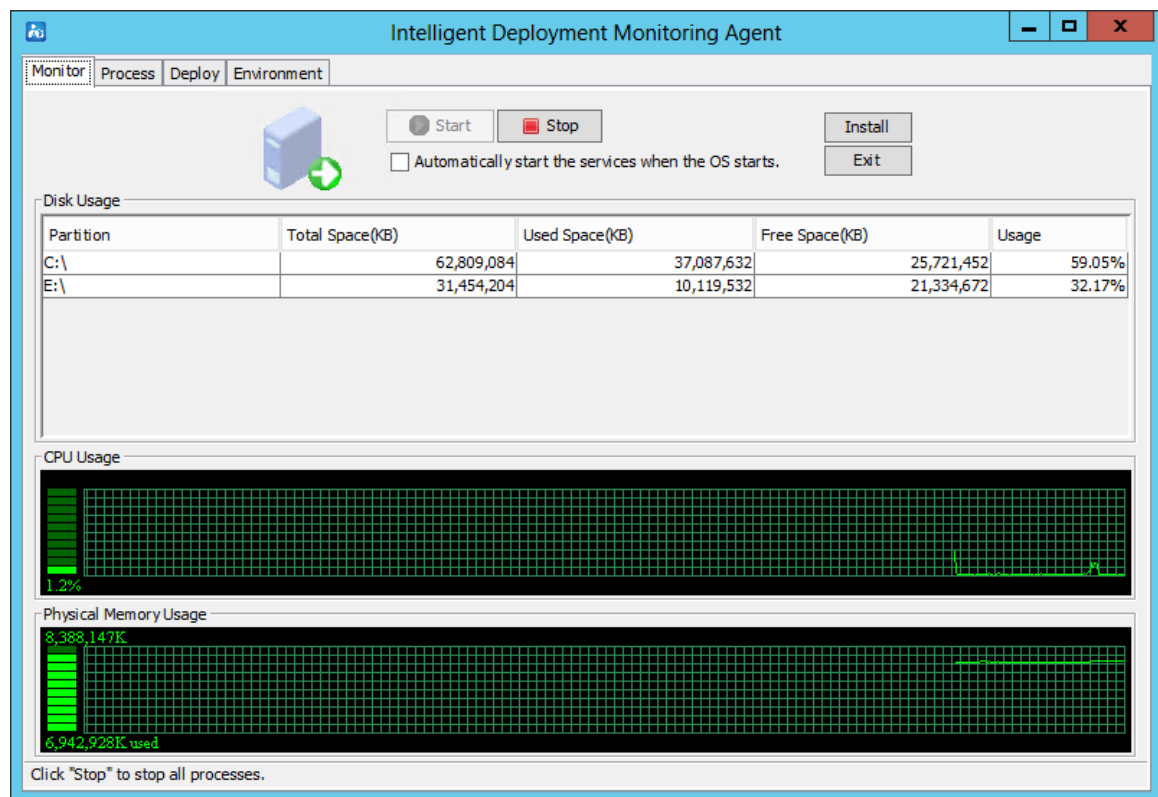 Intelligent Deployment Monitoring Agent
Monitor Process Deploy Environment
Start Stop Install
Automatically start the services when the OS starts. Exit
Disk Usage
Partition Total Space(KB) Used Space(KB) Free Space(KB) Usage
C:\ 62,809,084 37,087,632 25,721,452 59.05%
E:\ 31,454,204 10,119,532 21,334,672 32.17%
CPU Usage
1.2%
Physical Memory Usage
8,388,147K
6,942,928K used
Click "Stop" to stop all processes.